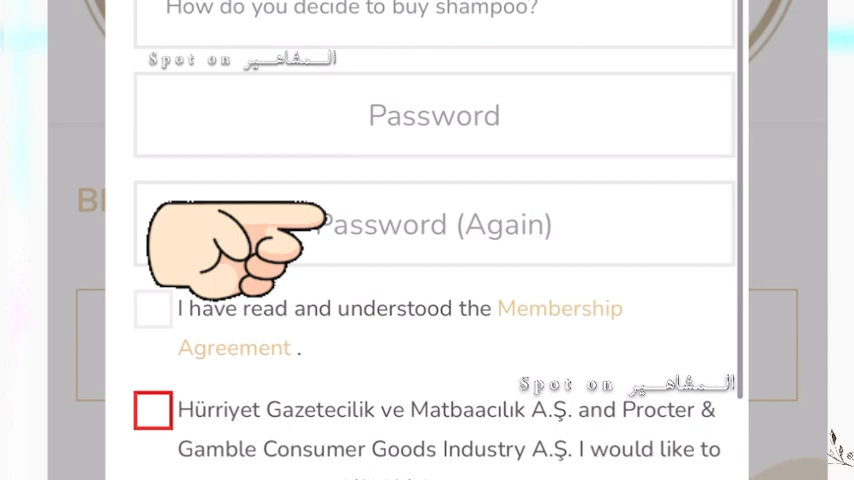 How do you decide to buy shampoo?
Spot on المشاهير
Password
Password (Again)
I have read and understood the Membership
Agreement .
Spot on المشاهير
Hürriyet Gazetecilik ve Matbaacılık A.Ş. and Procter &
Gamble Consumer Goods Industry A.Ş. I would like to